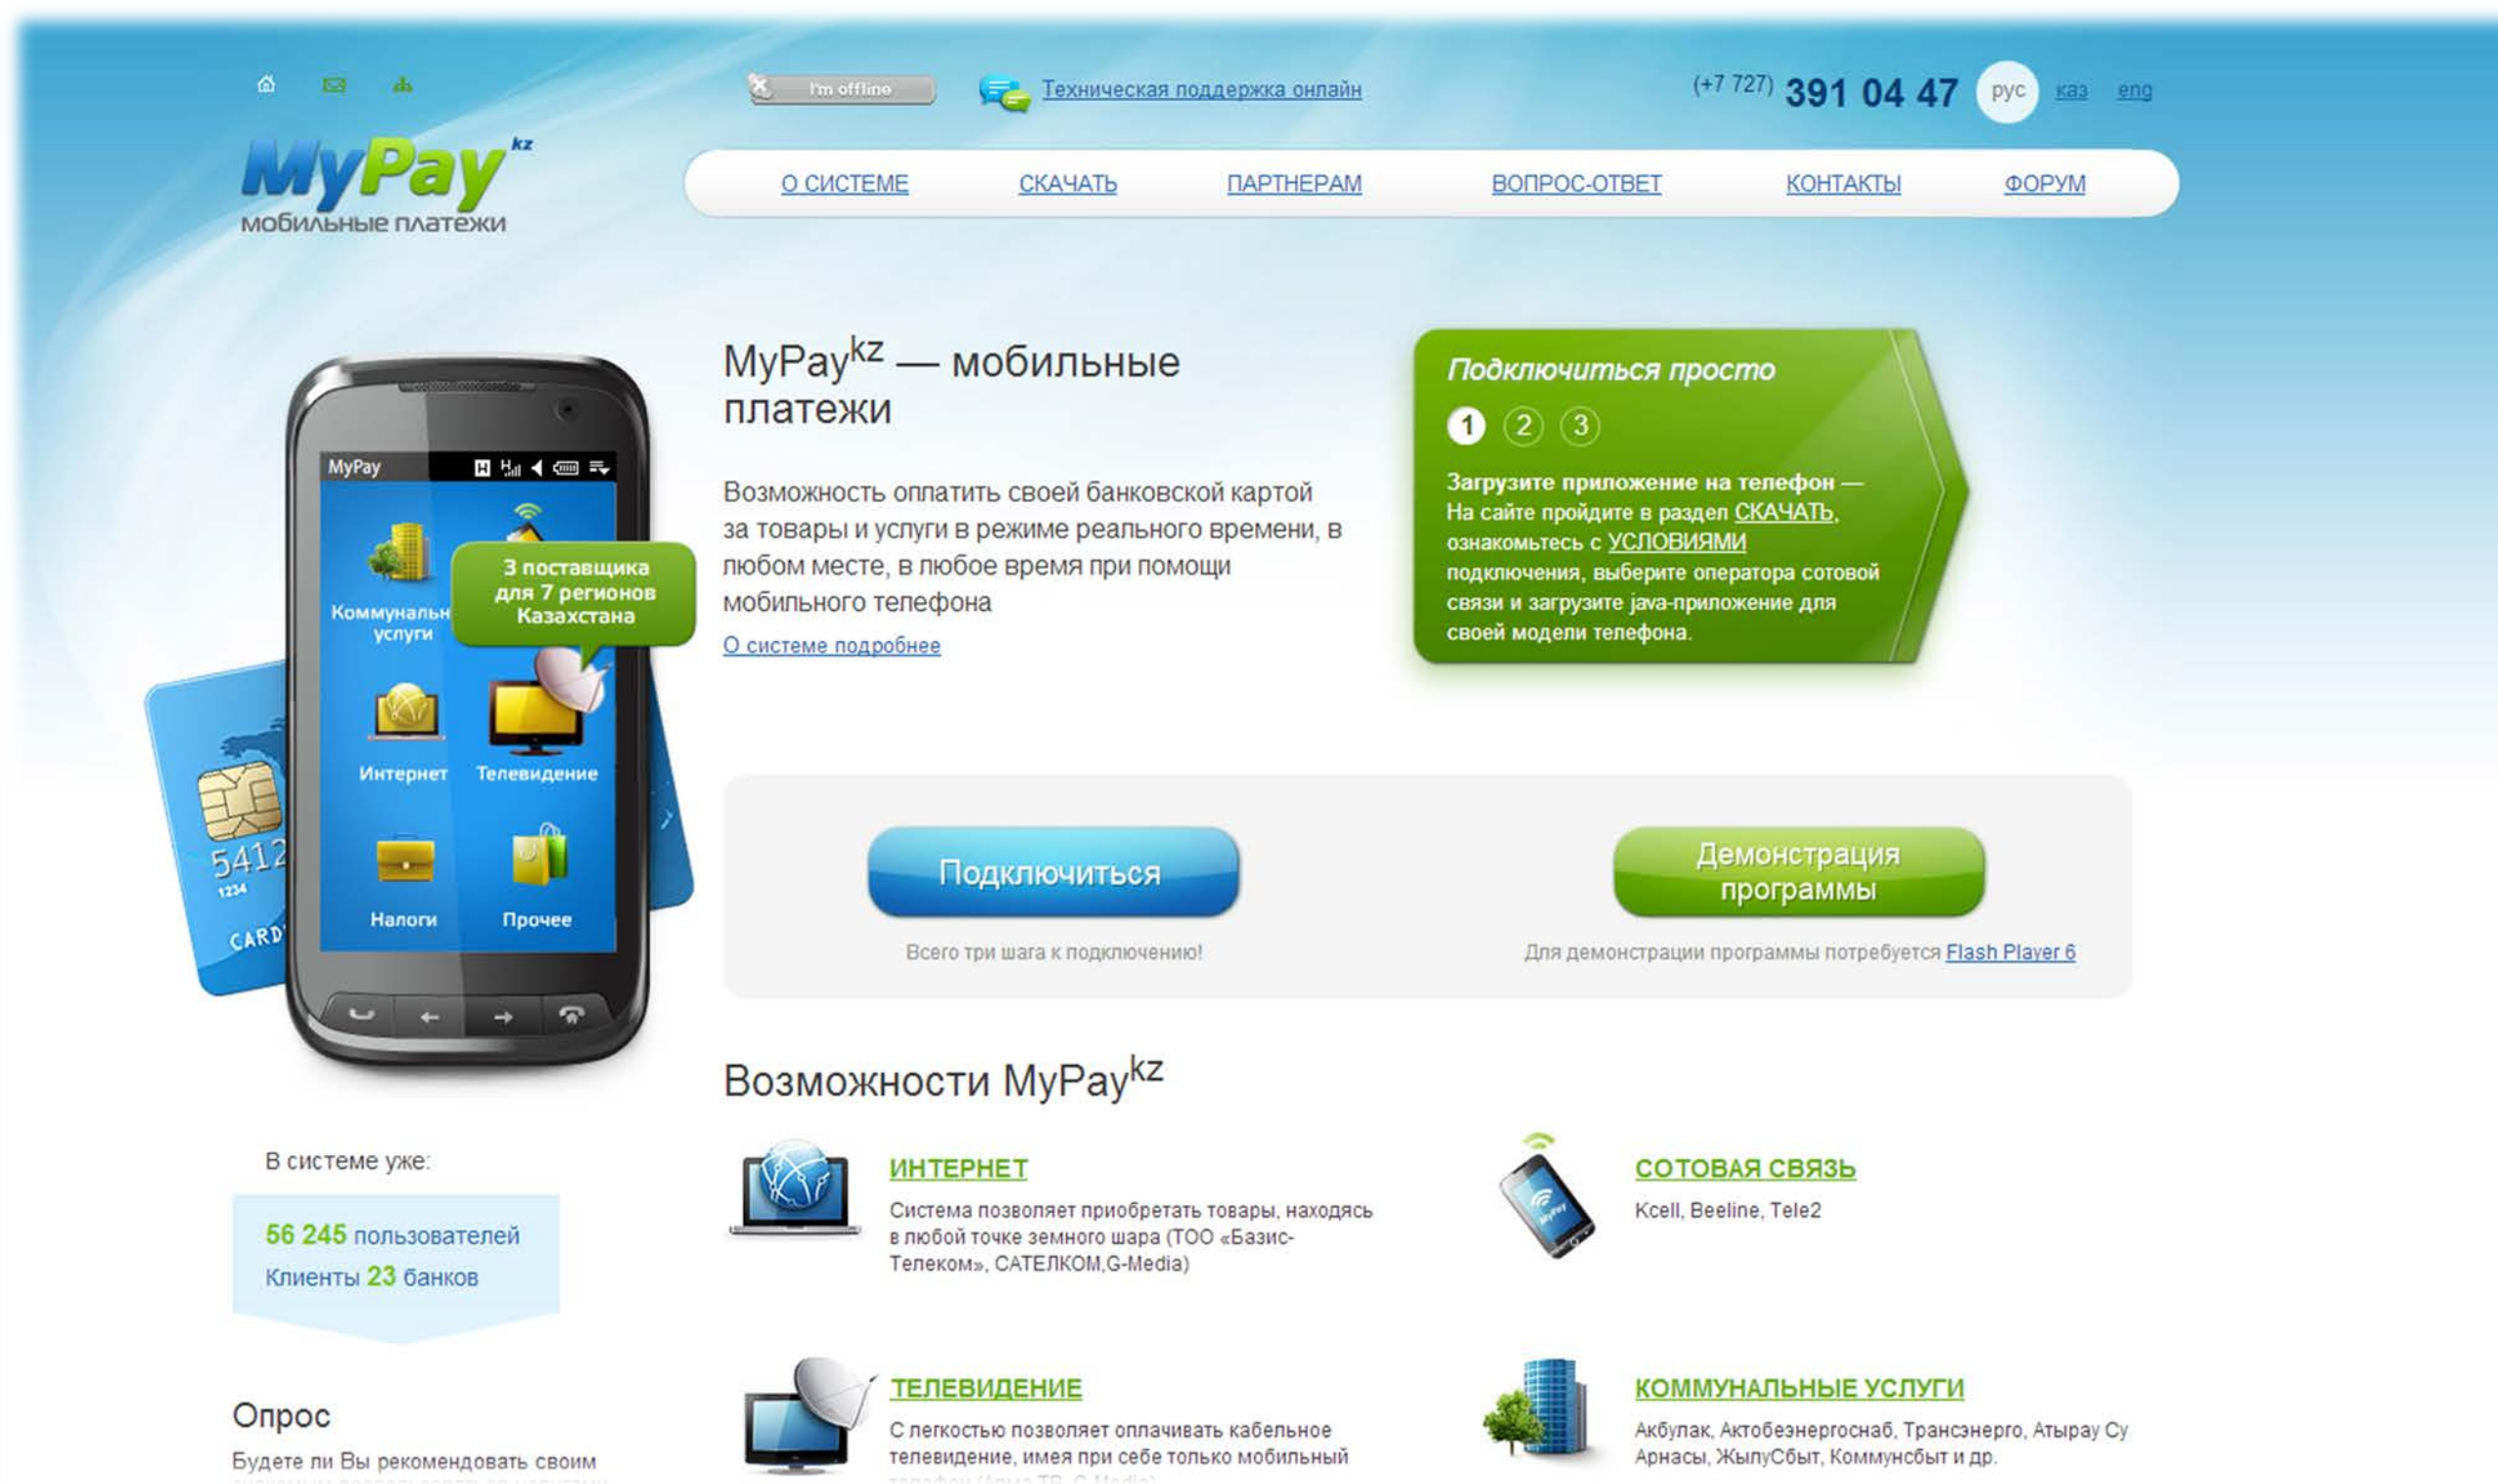 I'm offline
Техническая поддержка онлайн
(+7 727) 391 04 47
рус каз eng
MyPay kz
мобильные платежи
О СИСТЕМЕ СКАЧАТЬ ПАРТНЕРАМ ВОПРОС-ОТВЕТ КОНТАКТЫ ФОРУМ
MyPay
Коммунальн
услуги
3 поставщика
для 7 регионов
Казахстана
Интернет Телевидение
Налоги Прочее
5412
1234
CARD
MyPaykz — мобильные
платежи
Возможность оплатить своей банковской картой
за товары и услуги в режиме реального времени, в
любом месте, в любое время при помощи
мобильного телефона
О системе подробнее
Подключиться просто
1 2 3
Загрузите приложение на телефон —
На сайте пройдите в раздел СКАЧАТЬ,
ознакомьтесь с УСЛОВИЯМИ
подключения, выберите оператора сотовой
связи и загрузите java-приложение для
своей модели телефона.
Подключиться
Всего три шага к подключению!
Демонстрация
программы
Для демонстрации программы потребуется Flash Player 6
Возможности MyPaykz
ИНТЕРНЕТ
Система позволяет приобретать товары, находясь
в любой точке земного шара (ТОО «Базис-
Телеком», САТЕЛКОМ,G-Media)
СОТОВАЯ СВЯЗЬ
Kcell, Beeline, Tele2
MyPay
ТЕЛЕВИДЕНИЕ
С легкостью позволяет оплачивать кабельное
телевидение, имея при себе только мобильный
КОММУНАЛЬНЫЕ УСЛУГИ
Акбулак, Актобеэнергоснаб, Трансэнерго, Атырау Су
Арнасы, ЖылуСбыт, Коммунсбыт и др.
В системе уже:
56 245 пользователей
Клиенты 23 банков
Опрос
Будете ли Вы рекомендовать своим